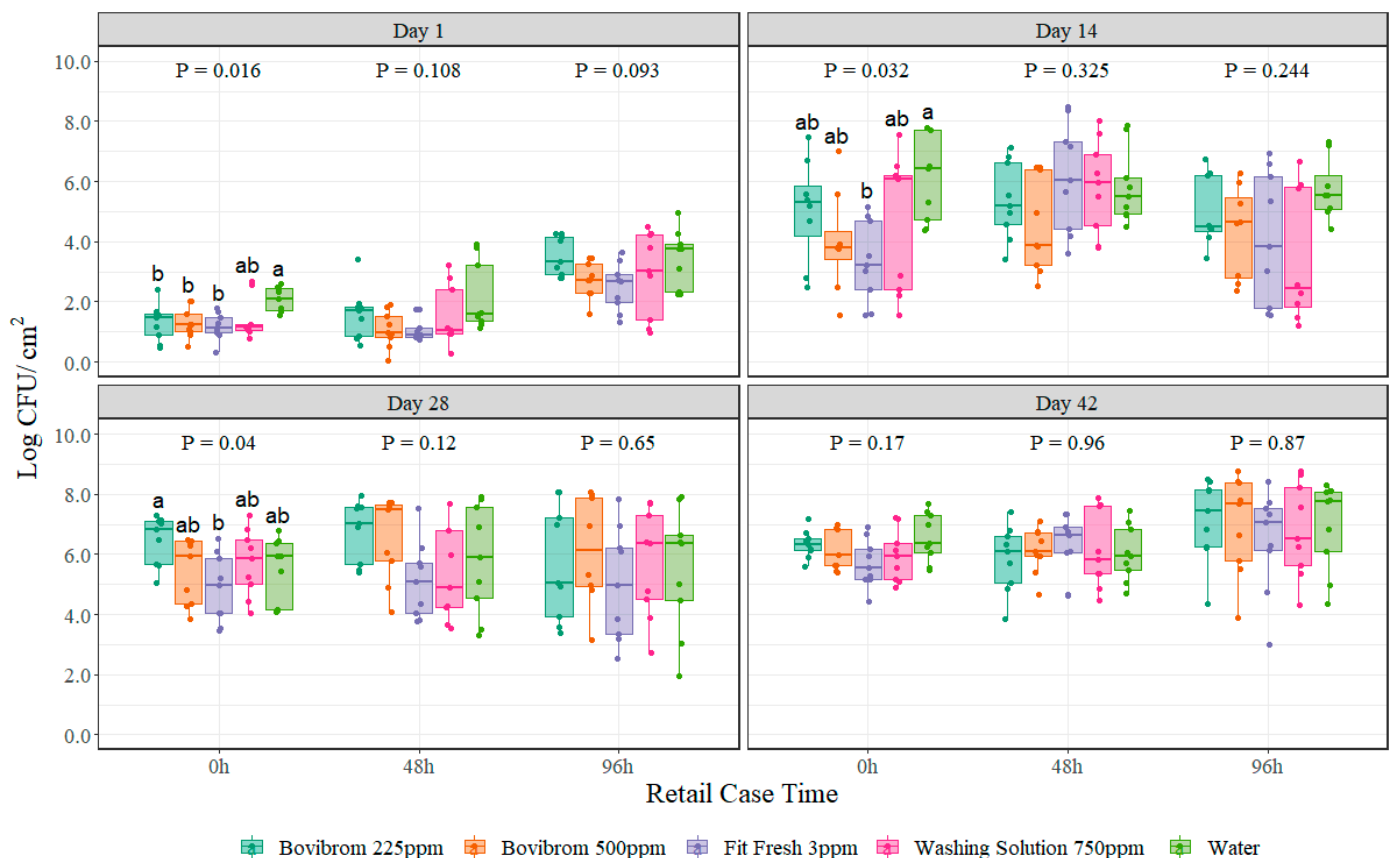 Day 1
Day 14
P = 0.016 P = 0.108 P = 0.093
P = 0.032 P = 0.325 P = 0.244
10.0
8.0
6.0
4.0
2.0
0.0
b b b ab a
ab ab b ab a
Day 28
Day 42
P = 0.04 P = 0.12 P = 0.65
P = 0.17 P = 0.96 P = 0.87
10.0
8.0
6.0
4.0
2.0
0.0
a ab b ab ab
Log CFU/ cm²
0h 48h 96h
0h 48h 96h
Retail Case Time
Bovibrom 225ppm Bovibrom 500ppm Fit Fresh 3ppm Washing Solution 750ppm Water